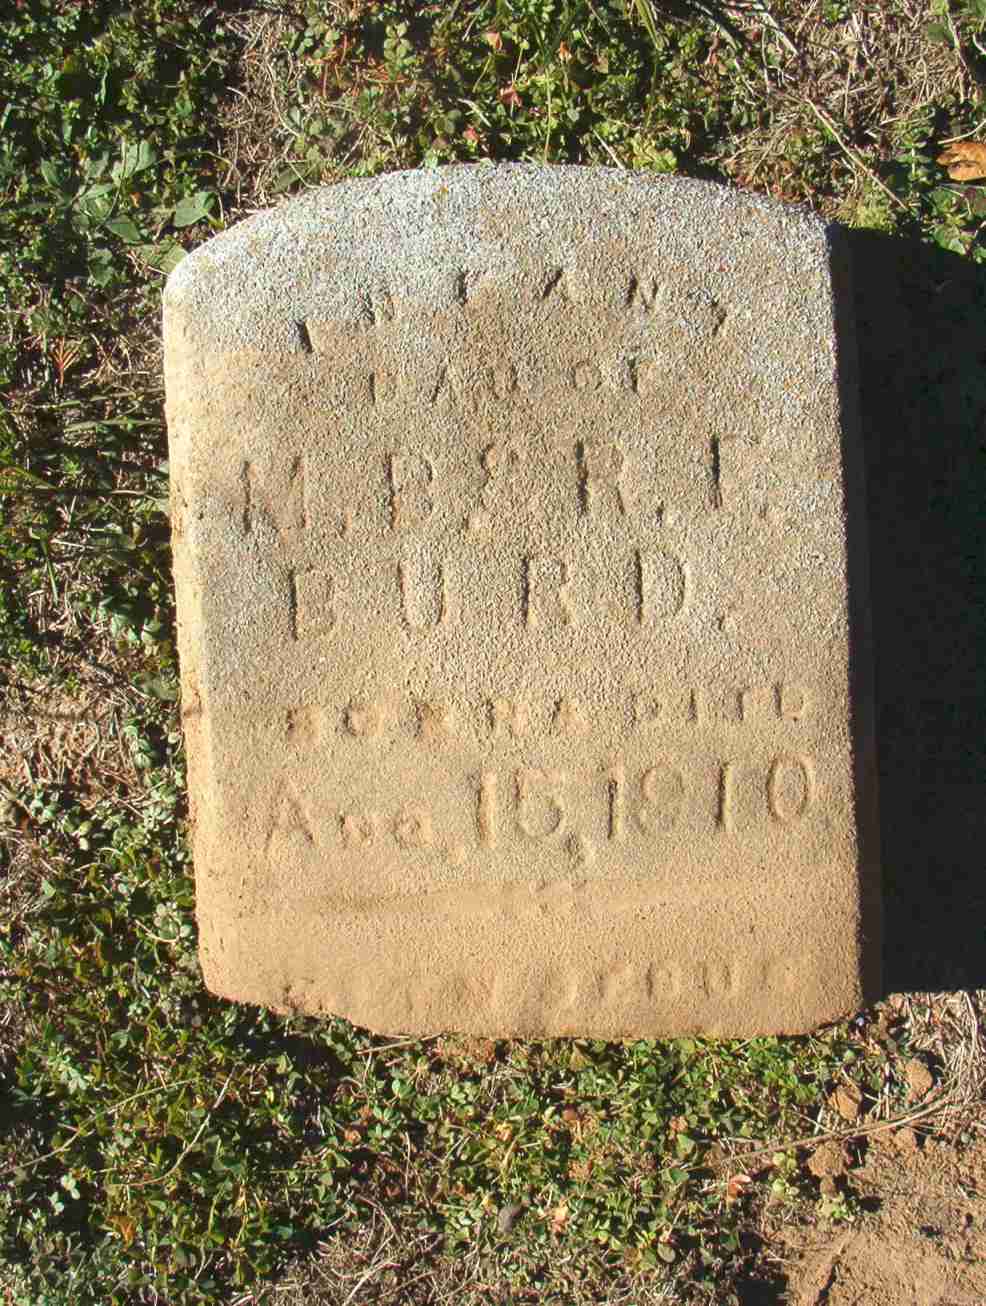 INFANT
DAU OF
M.B.& R.E.
BURD.
BORN & DIED
Aug. 15, 1910.